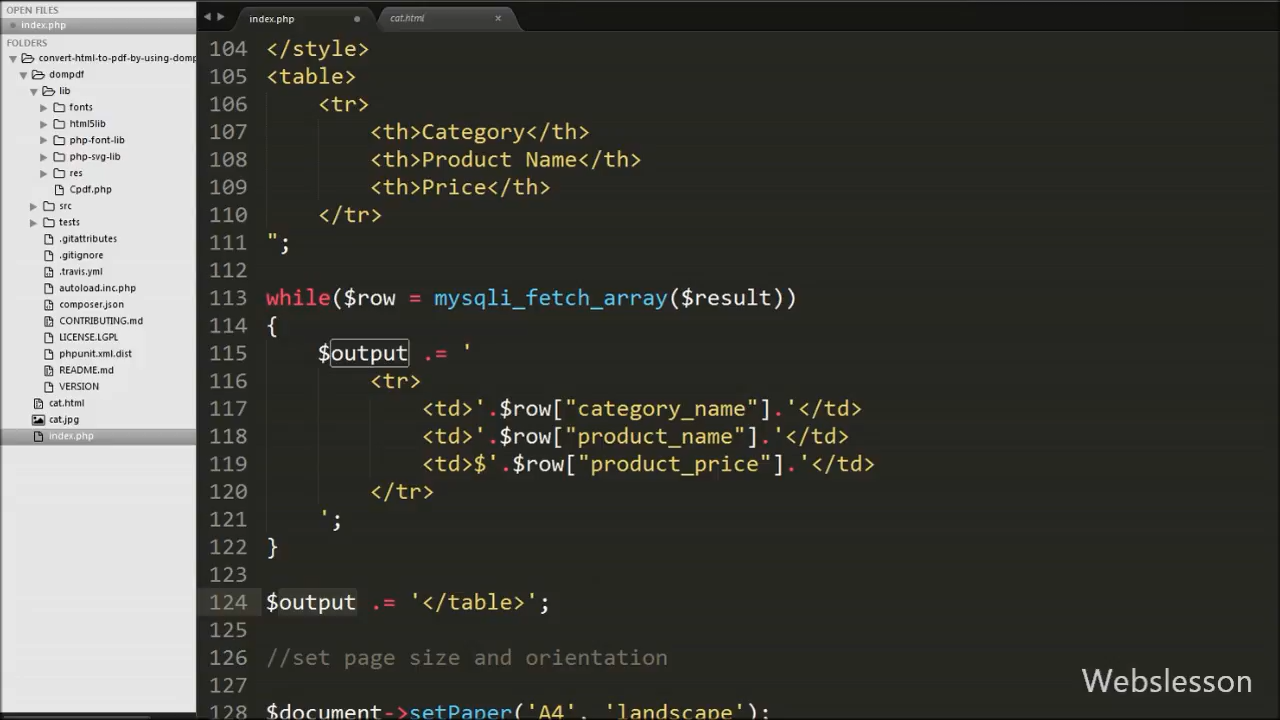 OPEN FILES
index.php
FOLDERS
convert-html-to-pdf-by-using-domp
dompdf
lib
fonts
html5lib
php-font-lib
php-svg-lib
res
Cpdf.php
src
tests
.gitattributes
.gitignore
.travis.yml
autoload.inc.php
composer.json
CONTRIBUTING.md
LICENSE.LGPL
phpunit.xml.dist
README.md
VERSION
cat.html
cat.jpg
index.php
index.php cat.html
104 </style>
105 <table>
106 <tr>
107 <th>Category</th>
108 <th>Product Name</th>
109 <th>Price</th>
110 </tr>
111 ";
112
113 while($row = mysqli_fetch_array($result))
114 {
115 $output .= '
116 <tr>
117 <td>'.$row["category_name"].'</td>
118 <td>'.$row["product_name"].'</td>
119 <td>$'.$row["product_price"].'</td>
120 </tr>
121 ';
122 }
123
124 $output .= '</table>';
125
126 //set page size and orientation
127
128 $document->setPaper('A4', 'landscape');
Webslesson